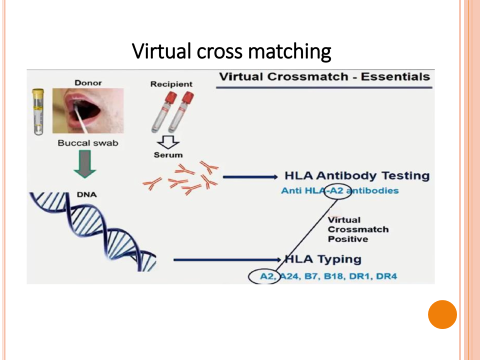 Virtual cross matching
Virtual Crossmatch - Essentials
Donor
Recipient
Buccal swab
Serum
HLA Antibody Testing
Anti HLA-A2 antibodies
DNA
Virtual
Crossmatch
Positive
HLA Typing
A2, A24, B7, B18, DR1, DR4